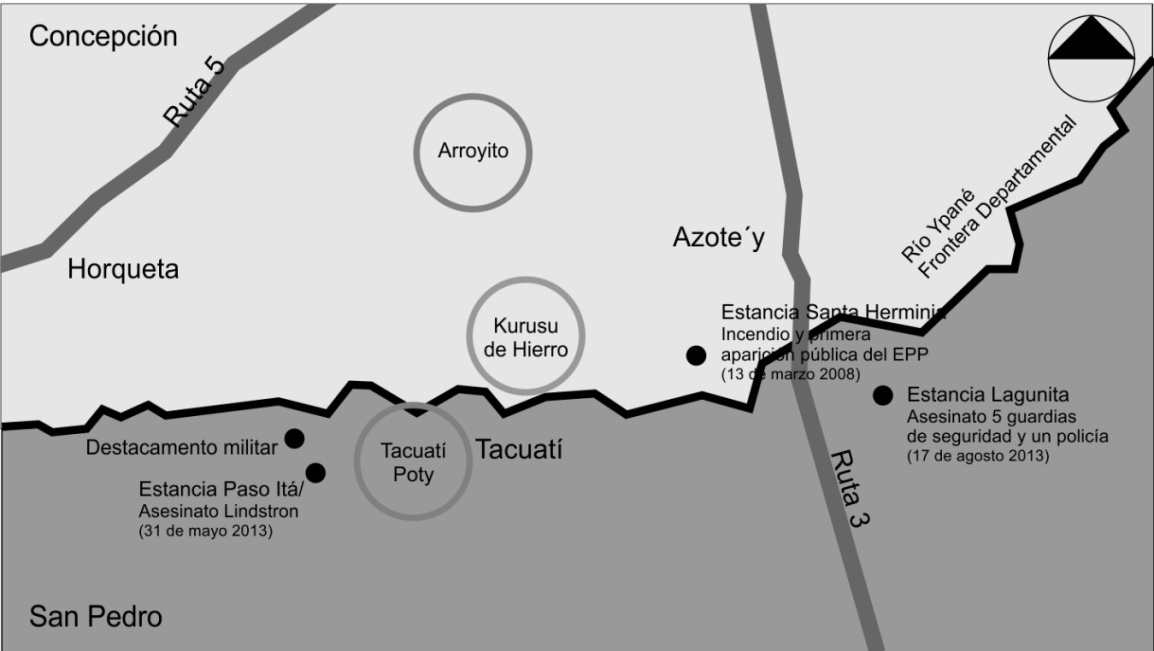 Concepción
Ruta 5
Arroyito
Río Ypané
Frontera Departamental
Azote´y
Horqueta
Kurusu
de Hierro
Estancia Santa Herminia
Incendio y primera
aparición pública del EPP
(13 de marzo 2008)
Estancia Lagunita
Asesinato 5 guardias
de seguridad y un policía
(17 de agosto 2013)
Destacamento militar
Tacuatí
Poty
Tacuatí
Estancia Paso Itá/
Asesinato Lindstron
(31 de mayo 2013)
Ruta 3
San Pedro